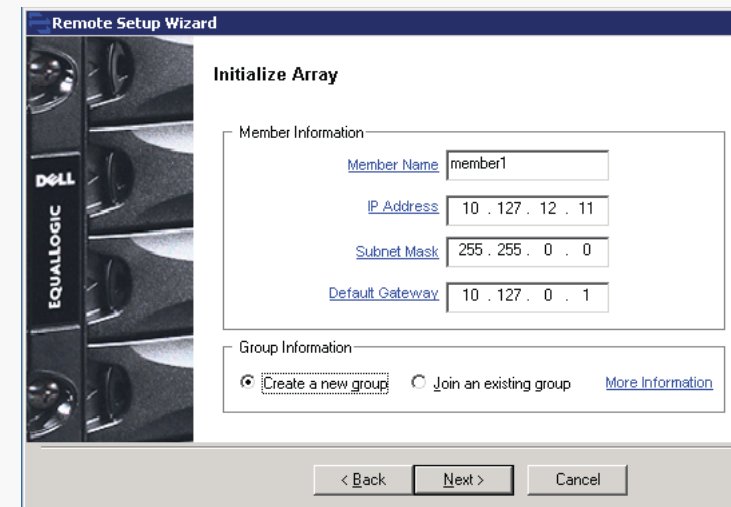 Remote Setup Wizard
Initialize Array
Member Information
Member Name member1
IP Address 10 . 127 . 12 . 11
Subnet Mask 255 . 255 . 0 . 0
Default Gateway 10 . 127 . 0 . 1
DELL
EQUALLOGIC
Group Information
Create a new group Join an existing group More Information
< Back Next > Cancel